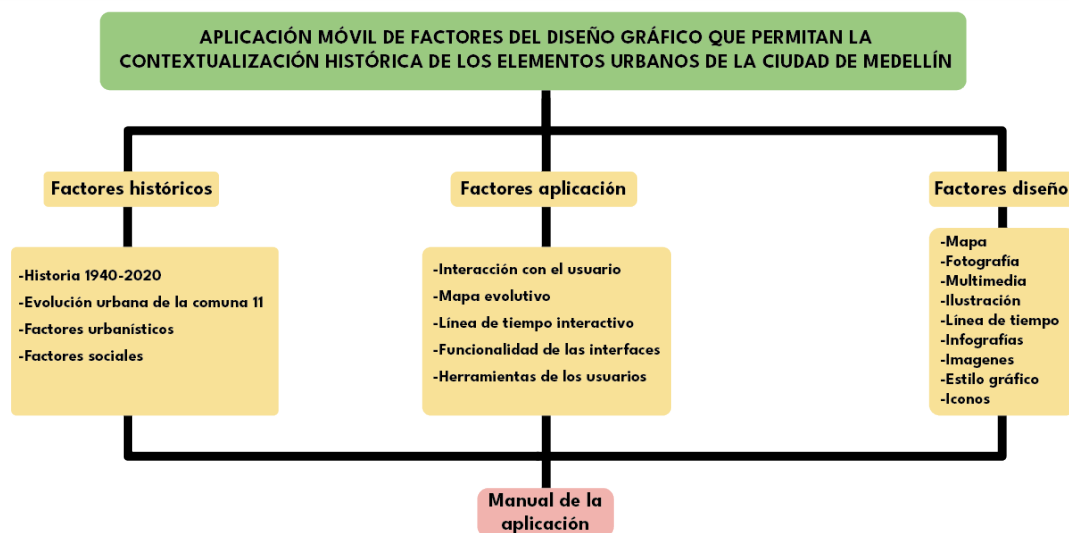 APLICACIÓN MÓVIL DE FACTORES DEL DISEÑO GRÁFICO QUE PERMITAN LA
CONTEXTUALIZACIÓN HISTÓRICA DE LOS ELEMENTOS URBANOS DE LA CIUDAD DE MEDELLÍN
Factores históricos
-Historia 1940-2020
-Evolución urbana de la comuna 11
-Factores urbanísticos
-Factores sociales
Factores aplicación
-Interacción con el usuario
-Mapa evolutivo
-Línea de tiempo interactivo
-Funcionalidad de las interfaces
-Herramientas de los usuarios
Factores diseño
-Mapa
-Fotografía
-Multimedia
-Ilustración
-Línea de tiempo
-Infografías
-Imagenes
-Estilo gráfico
-Iconos
Manual de la
aplicación